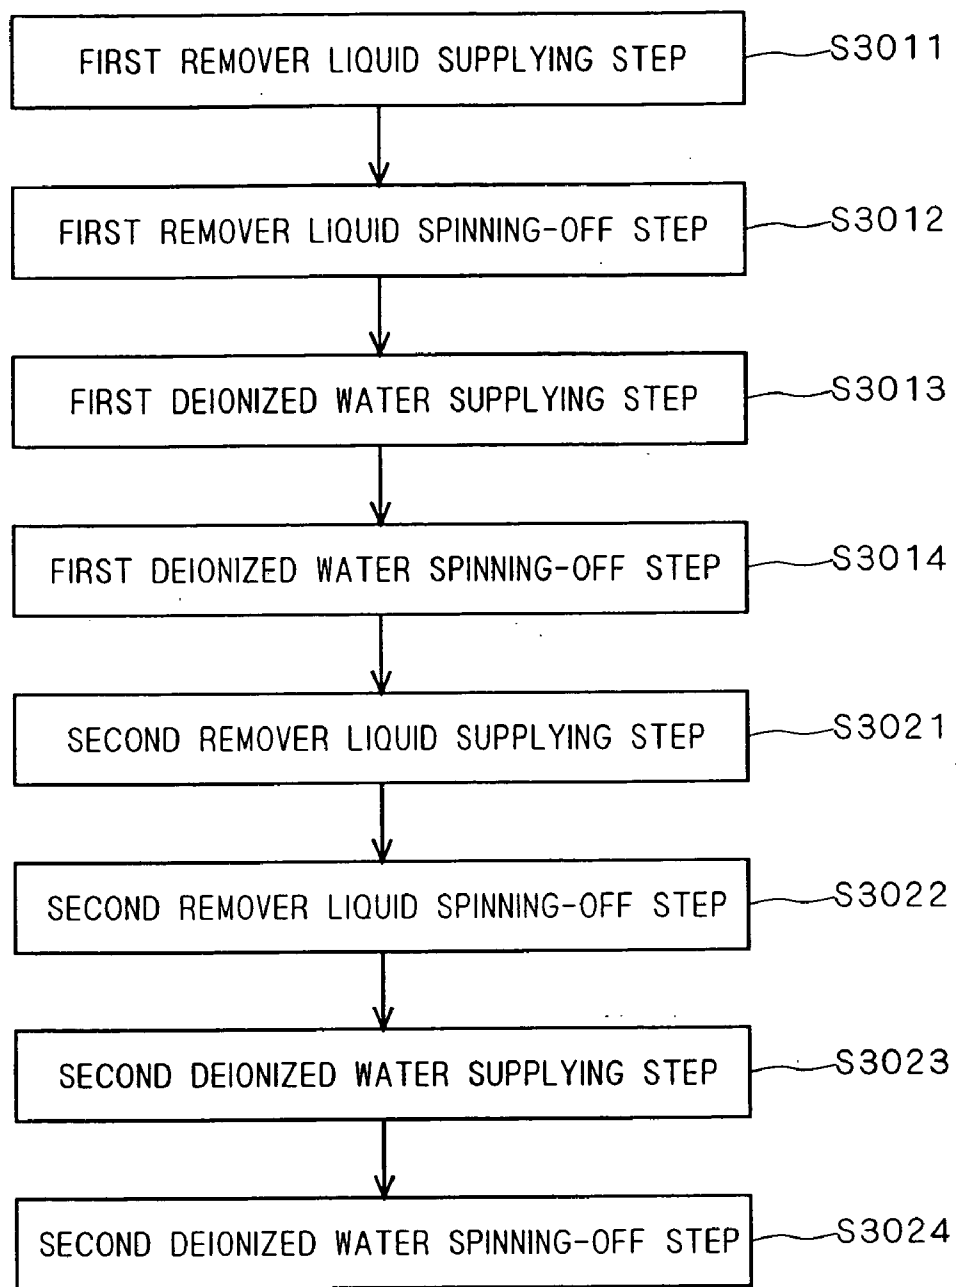 FIRST REMOVER LIQUID SUPPLYING STEP S3011
FIRST REMOVER LIQUID SPINNING-OFF STEP S3012
FIRST DEIONIZED WATER SUPPLYING STEP S3013
FIRST DEIONIZED WATER SPINNING-OFF STEP S3014
SECOND REMOVER LIQUID SUPPLYING STEP S3021
SECOND REMOVER LIQUID SPINNING-OFF STEP S3022
SECOND DEIONIZED WATER SUPPLYING STEP S3023
SECOND DEIONIZED WATER SPINNING-OFF STEP S3024